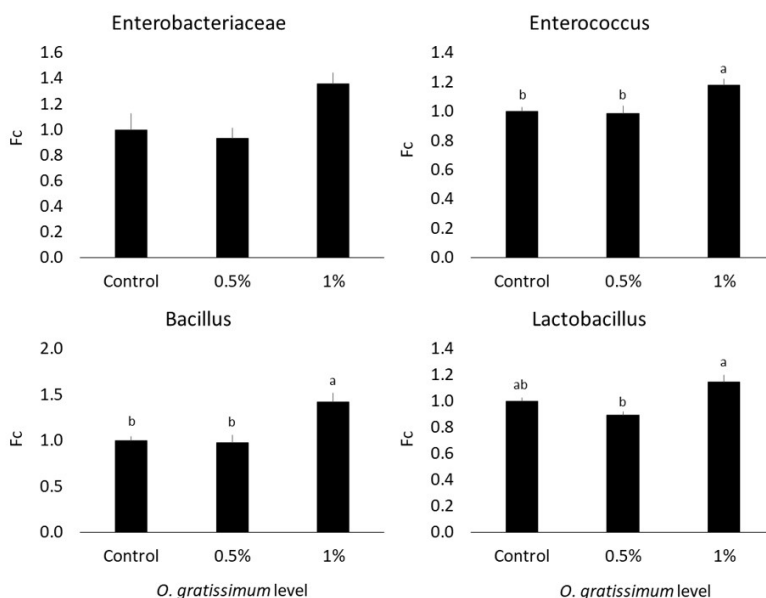 Enterobacteriaceae
1.6
1.4
1.2
1.0
0.8
0.6
0.4
0.2
0.0
Fc
Control 0.5% 1%
Enterococcus
1.4
1.2
1.0
0.8
0.6
0.4
0.2
0.0
Fc
b b a
Control 0.5% 1%
Bacillus
2.0
1.5
1.0
0.5
0.0
Fc
b b a
Control 0.5% 1%
O. gratissimum level
Lactobacillus
1.4
1.2
1.0
0.8
0.6
0.4
0.2
0.0
Fc
ab b a
Control 0.5% 1%
O. gratissimum level